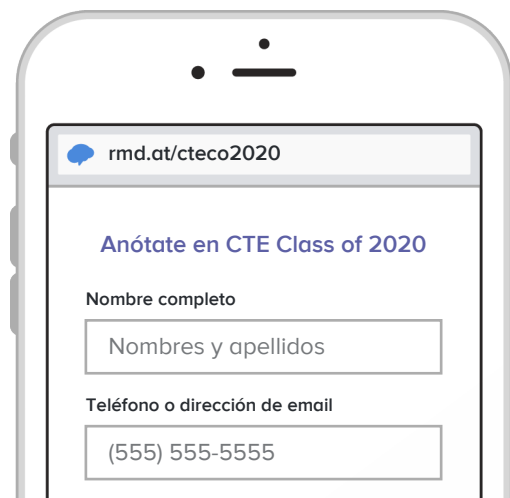 rmd.at/cteco2020
Anótate en CTE Class of 2020
Nombre completo
Nombres y apellidos
Teléfono o dirección de email
(555) 555-5555